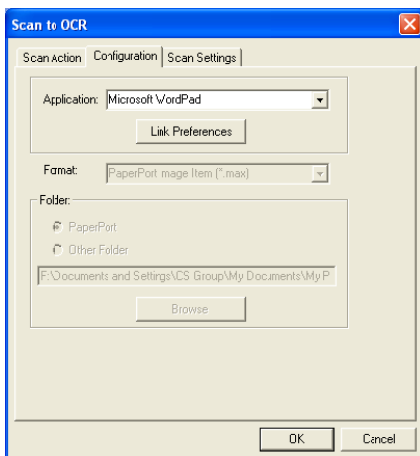 Scan to OCR
Scan Action Configuration Scan Settings
Application: Microsoft WordPad
Link Preferences
Format: PaperPort mage Item (*.max)
Folder:
PaperPort
Other Folder
F:\Documents and Settings\CS Group\My Documents\My P
Browse
OK Cancel